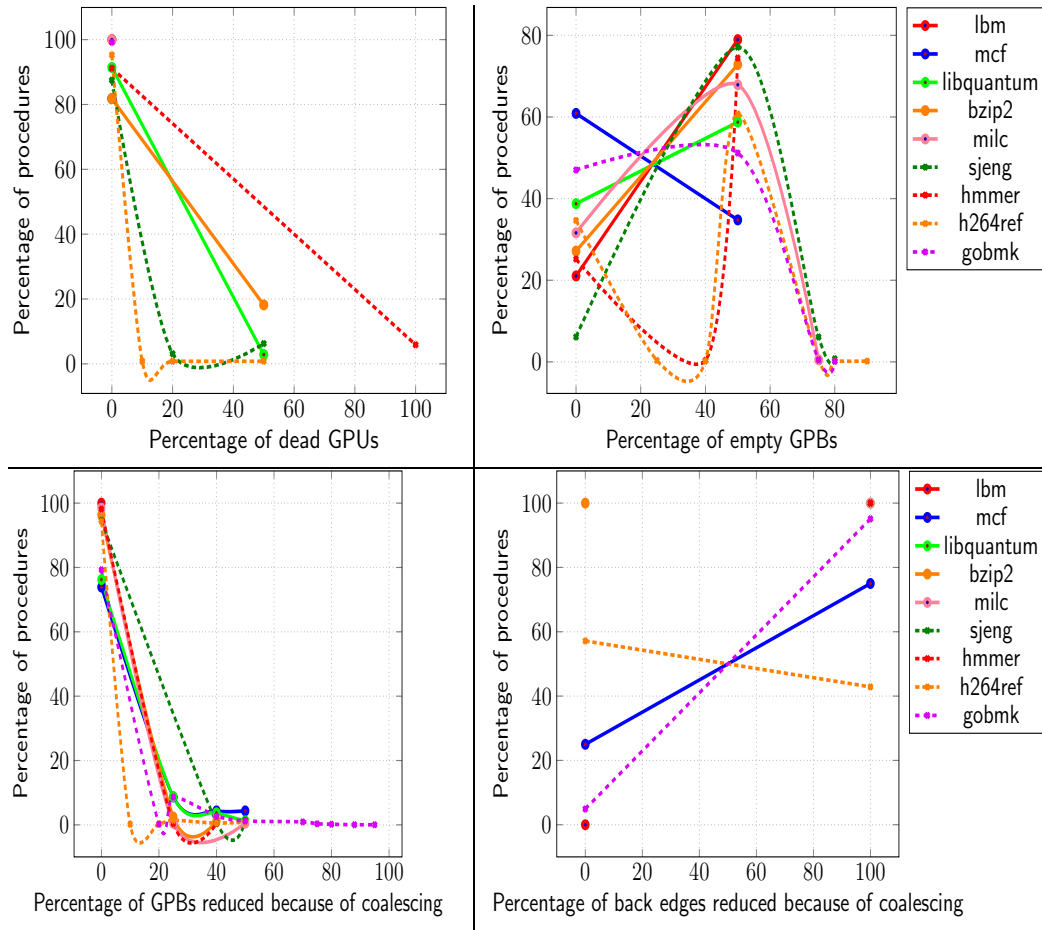 Percentage of procedures
100
80
60
40
20
0
0 20 40 60 80 100
Percentage of dead GPUs
Percentage of procedures
80
60
40
20
0
0 20 40 60 80
Percentage of empty GPBs
lbm
mcf
libquantum
bzip2
milc
sjeng
hmmer
h264ref
gobmk
Percentage of procedures
100
80
60
40
20
0
0 20 40 60 80 100
Percentage of GPBs reduced because of coalescing
Percentage of procedures
100
80
60
40
20
0
0 20 40 60 80 100
Percentage of back edges reduced because of coalescing
lbm
mcf
libquantum
bzip2
milc
sjeng
hmmer
h264ref
gobmk